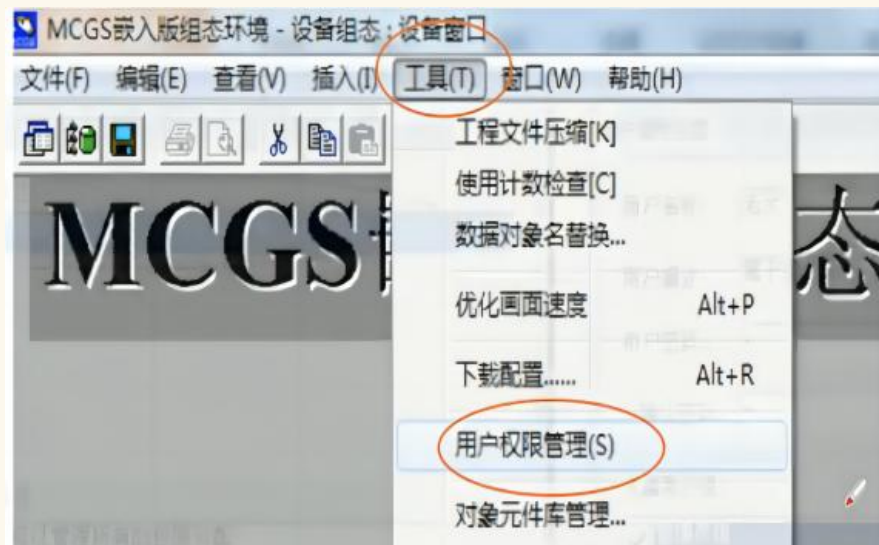 MCGS嵌入版组态环境 - 设备组态 : 设备窗口
文件(F) 编辑(E) 查看(V) 插入(I) 工具(T) 窗口(W) 帮助(H)
工程文件压缩[K]
使用计数检查[C]
数据对象名替换...
优化画面速度 Alt+P
下载配置...... Alt+R
用户权限管理(S)
对象元件库管理...
MCGS
态